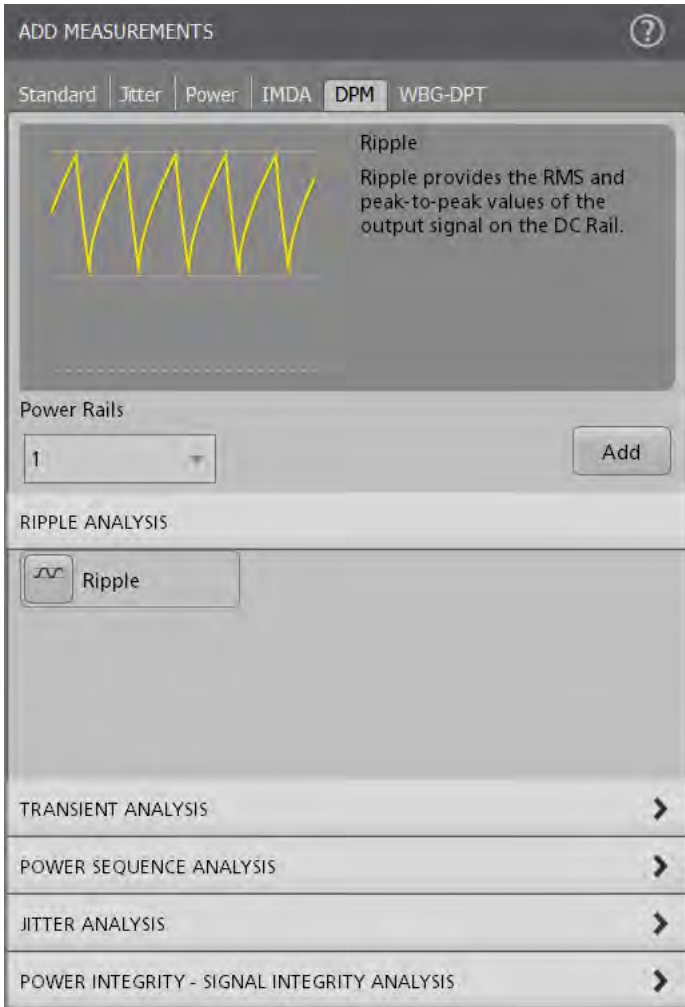 ADD MEASUREMENTS
?
Standard Jitter Power IMDA DPM WBG-DPT
Ripple
Ripple provides the RMS and
peak-to-peak values of the
output signal on the DC Rail.
Power Rails
1
Add
RIPPLE ANALYSIS
Ripple
TRANSIENT ANALYSIS
POWER SEQUENCE ANALYSIS
JITTER ANALYSIS
POWER INTEGRITY - SIGNAL INTEGRITY ANALYSIS